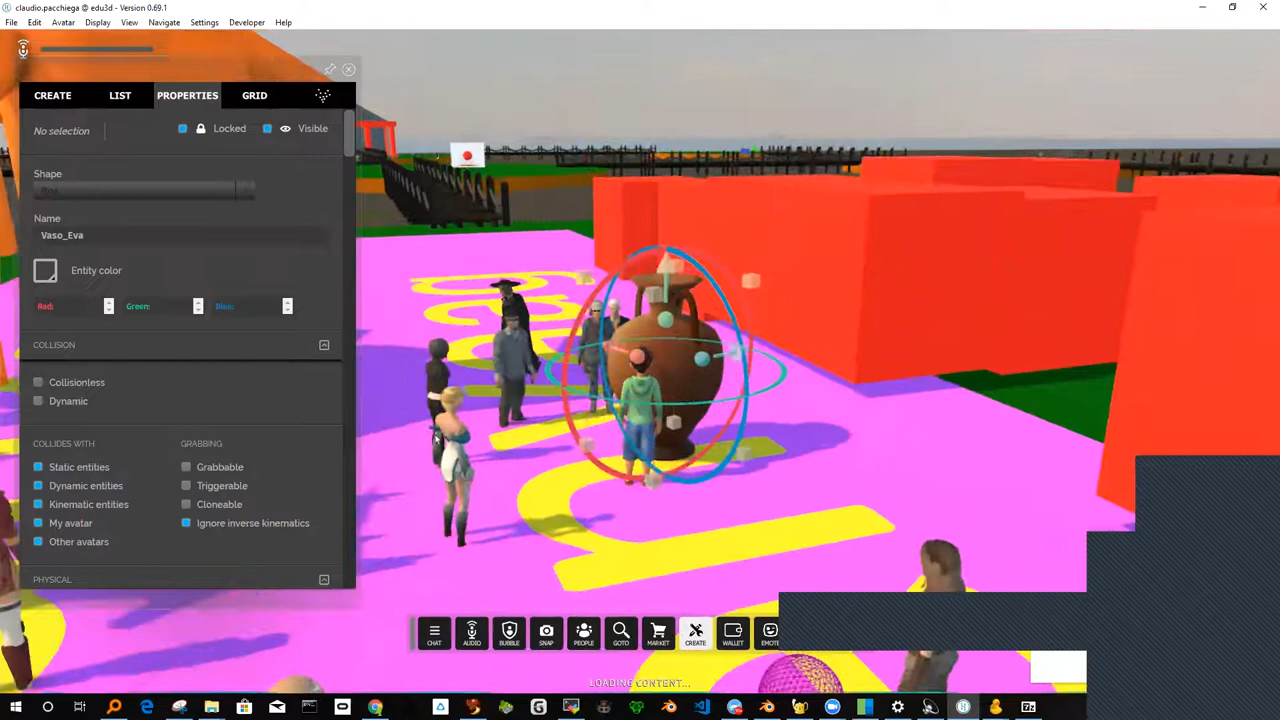 claudio.pacchiega @ edu3d - Version 0.69.1
File Edit Avatar Display View Navigate Settings Developer Help
CREATE LIST PROPERTIES GRID
No selection Locked Visible
Shape
Box
Name
Vaso_Eva
Entity color
Red: Green: Blue:
COLLISION
Collisionless
Dynamic
COLLIDES WITH GRABBING
Static entities Grabbable
Dynamic entities Triggerable
Kinematic entities Cloneable
My avatar Ignore inverse kinematics
Other avatars
PHYSICAL
CHAT AUDIO BUBBLE SNAP PEOPLE GOTO MARKET CREATE WALLET EMOTE
LOADING CONTENT...